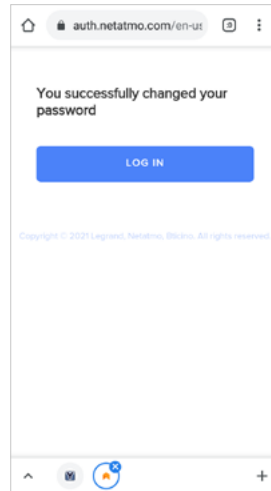 auth.netatmo.com/en-us
You successfully changed your
password
LOG IN
Copyright © 2021 Legrand, Netatmo, Bticino. All rights reserved.